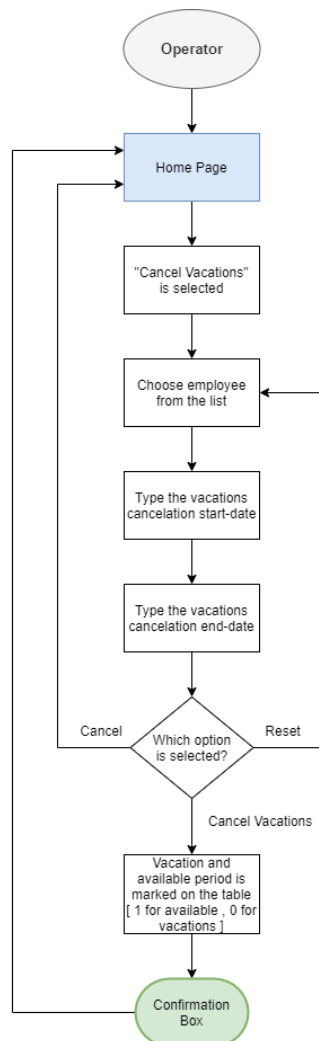 Operator
Home Page
"Cancel Vacations"
is selected
Choose employee
from the list
Type the vacations
cancelation start-date
Type the vacations
cancelation end-date
Cancel
Which option
is selected?
Reset
Cancel Vacations
Vacation and
available period is
marked on the table
[ 1 for available , 0 for
vacations ]
Confirmation
Box